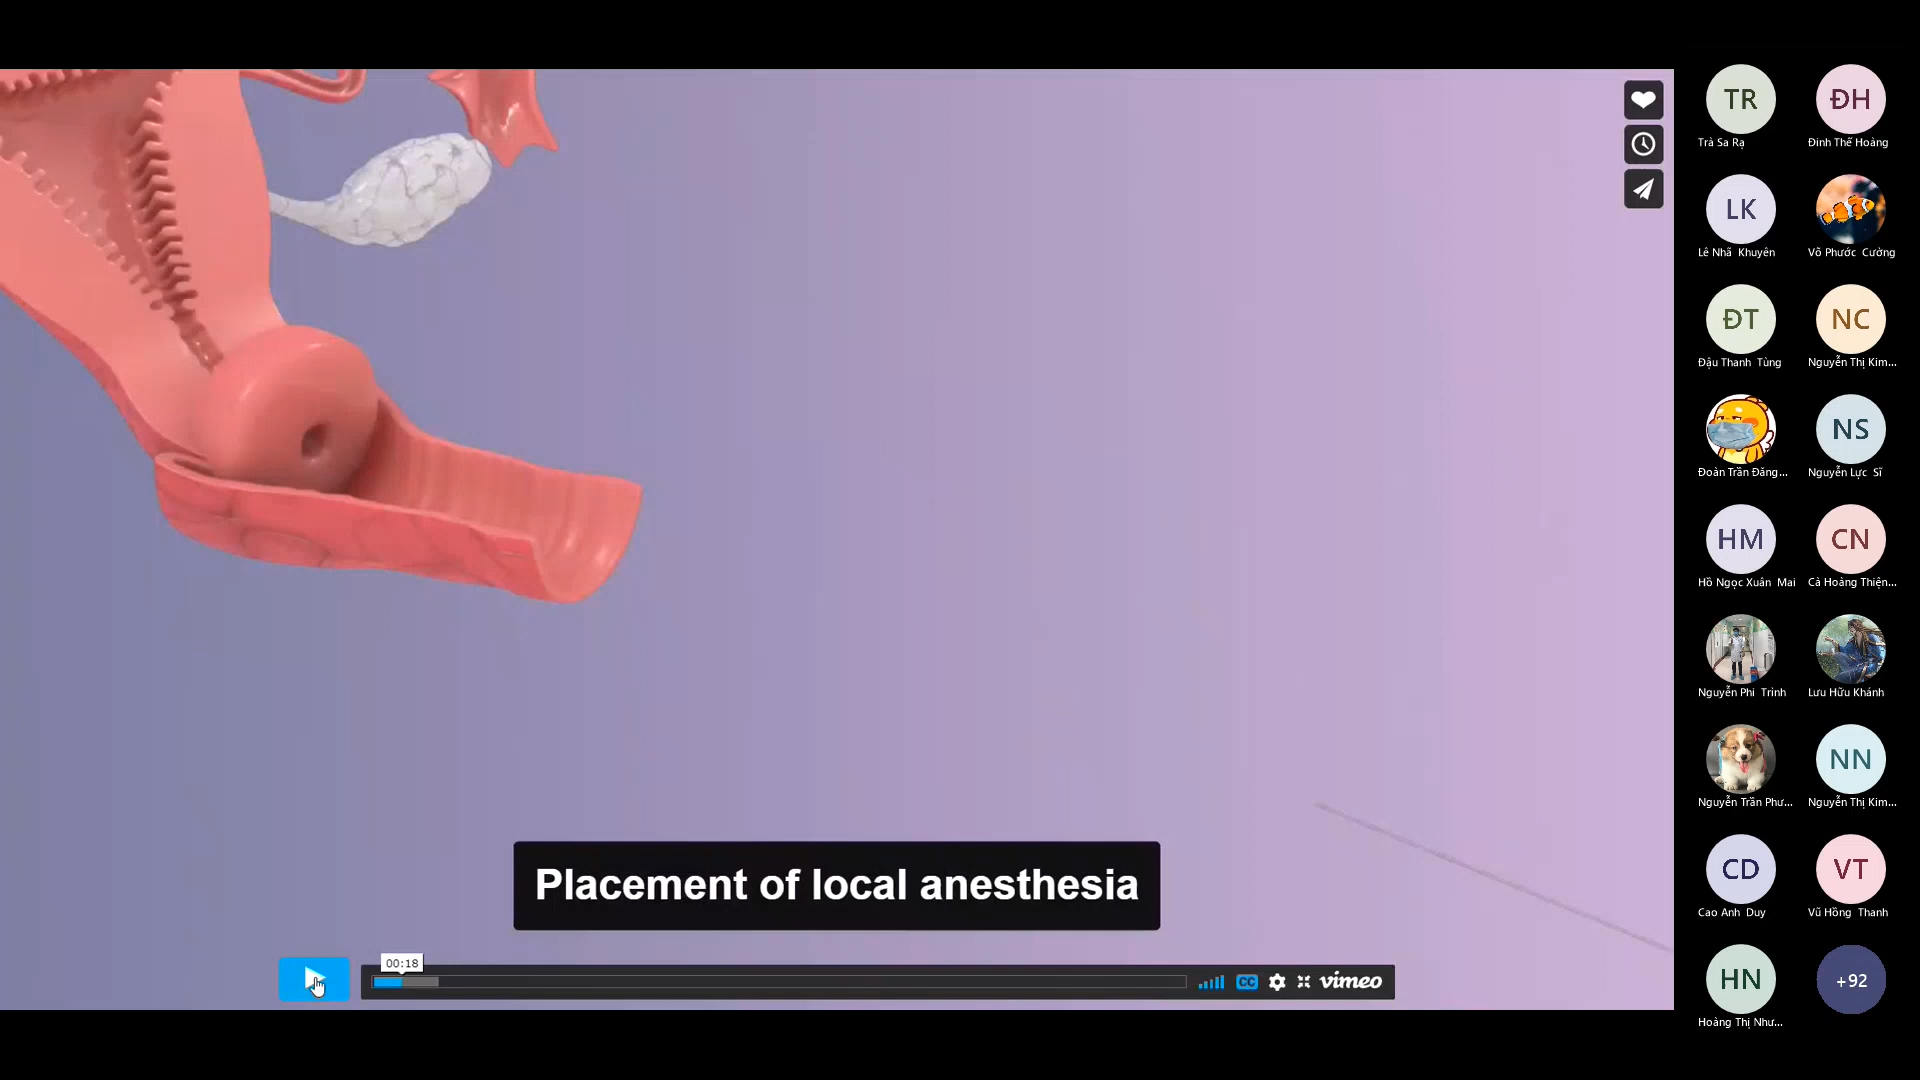 Placement of local anesthesia
00:18
CC
vimeo
TR
Trà Sa Rạ
ĐH
Đinh Thế Hoàng
LK
Lê Nhã Khuyên
Võ Phước Cường
ĐT
Đậu Thanh Tùng
NC
Nguyễn Thị Kim...
Đoàn Trần Đăng...
NS
Nguyễn Lực Sĩ
HM
Hồ Ngọc Xuân Mai
CN
Cà Hoàng Thiện...
Nguyễn Phi Trinh
Lưu Hữu Khánh
Nguyễn Trần Phư...
NN
Nguyễn Thị Kim...
CD
Cao Anh Duy
VT
Vũ Hồng Thanh
HN
Hoàng Thị Như...
+92